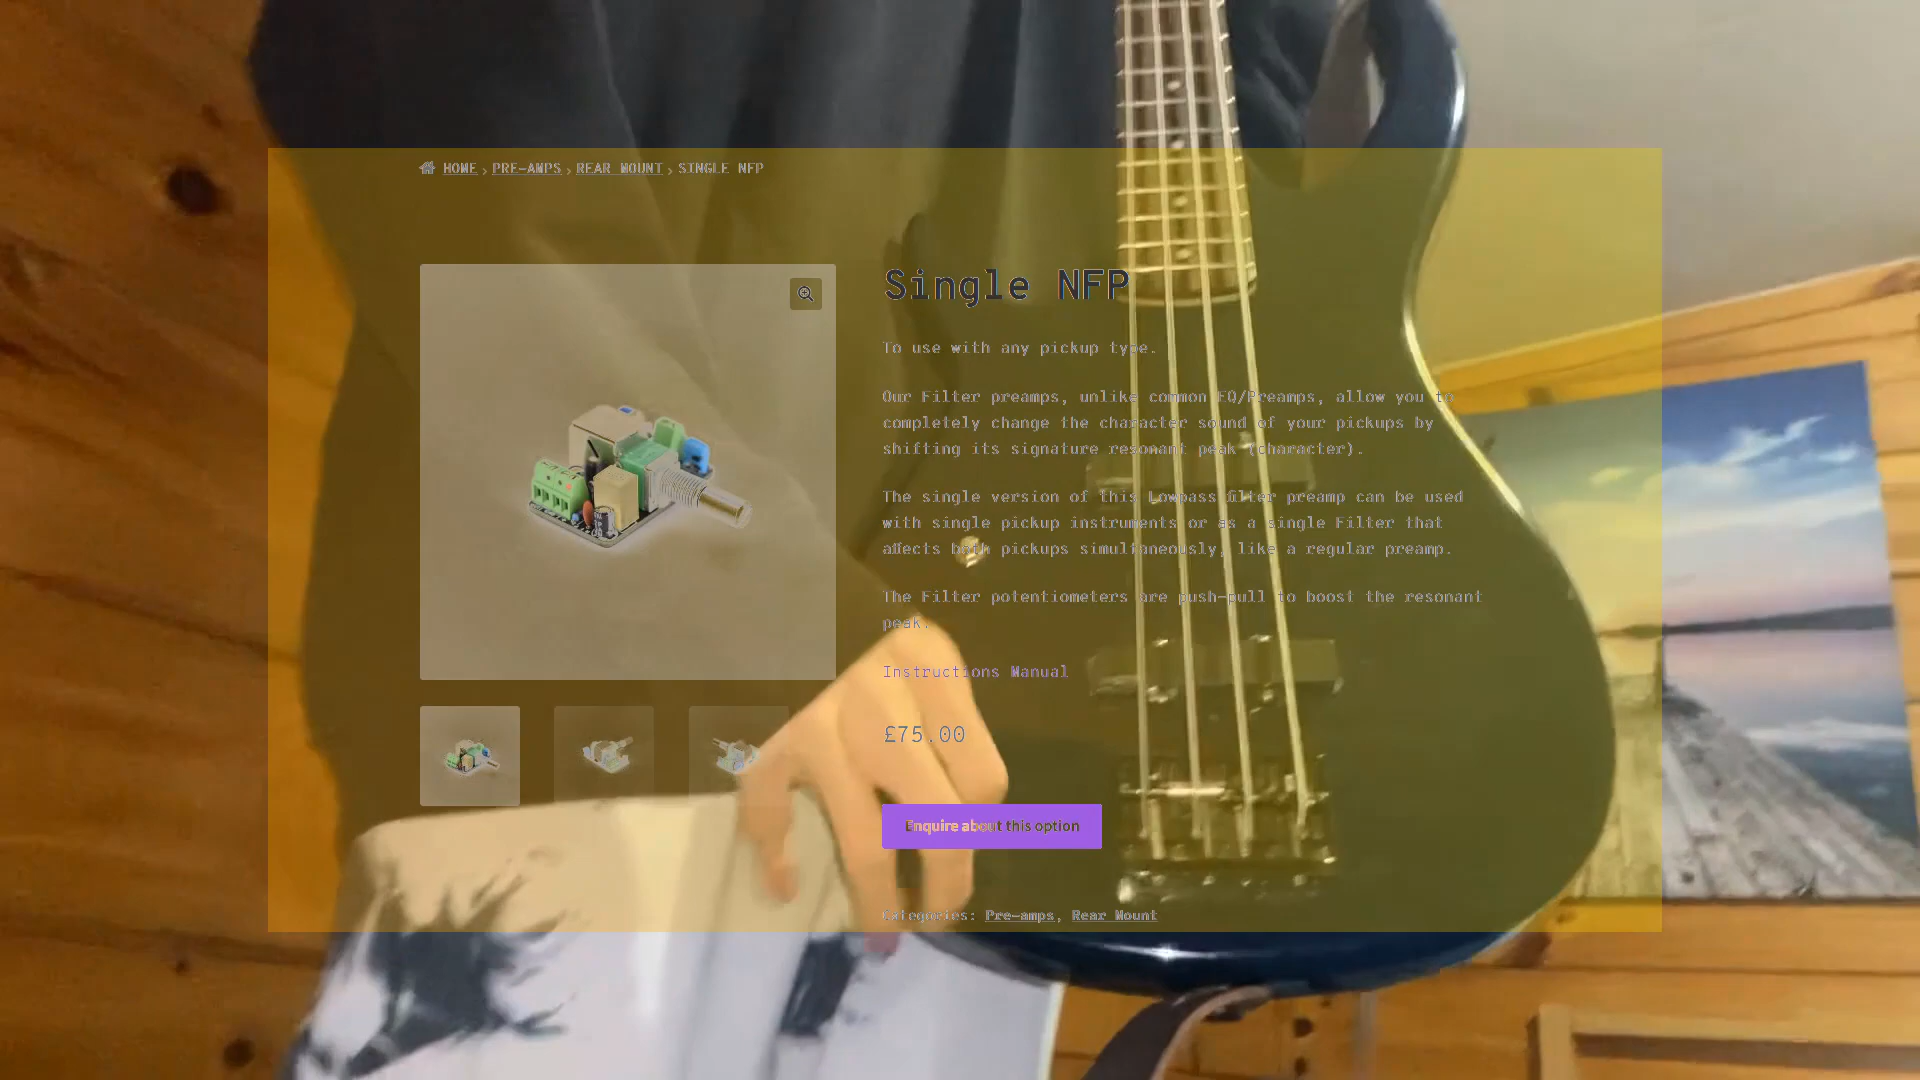 HOME › PRE-AMPS › REAR MOUNT › SINGLE NFP
Single NFP
To use with any pickup type.
Our Filter preamps, unlike common EQ/Preamps, allow you to
completely change the character sound of your pickups by
shifting its signature resonant peak (character).
The single version of this Lowpass filter preamp can be used
with single pickup instruments or as a single Filter that
affects both pickups simultaneously, like a regular preamp.
The Filter potentiometers are push-pull to boost the resonant
peak.
Instructions Manual
£75.00
Enquire about this option
Categories: Pre-amps, Rear Mount